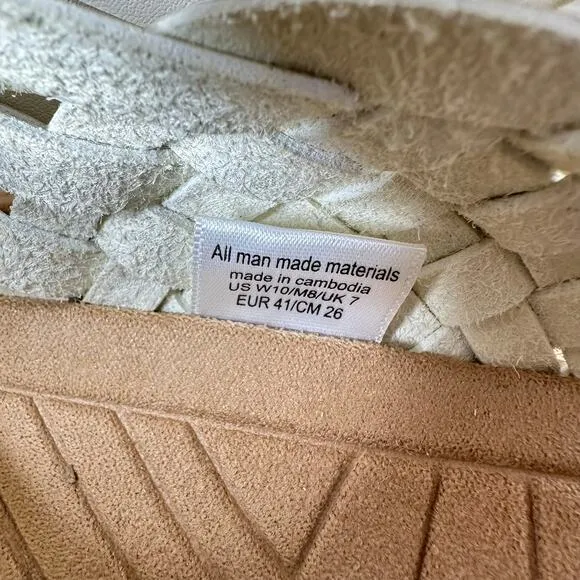 All man made materials
made in cambodia
US W10/M8/UK 7
EUR 41/CM 26